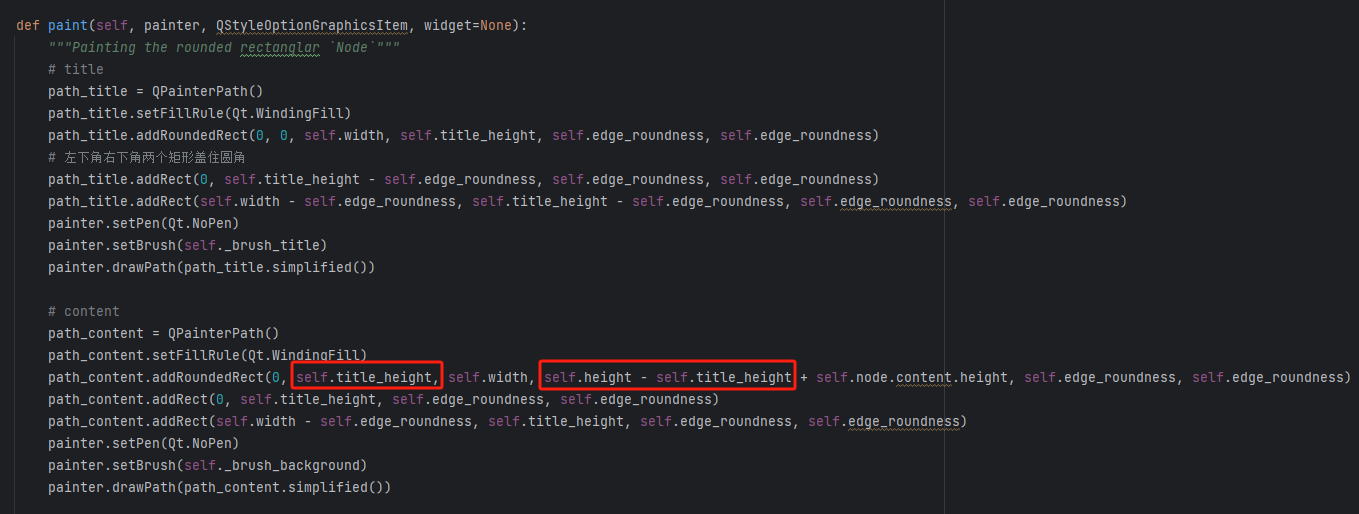 def paint(self, painter, QStyleOptionGraphicsItem, widget=None):
"""Painting the rounded rectanglar `Node`"""
# title
path_title = QPainterPath()
path_title.setFillRule(Qt.WindingFill)
path_title.addRoundedRect(0, 0, self.width, self.title_height, self.edge_roundness, self.edge_roundness)
# 左下角右下角两个矩形盖住圆角
path_title.addRect(0, self.title_height - self.edge_roundness, self.edge_roundness, self.edge_roundness)
path_title.addRect(self.width - self.edge_roundness, self.title_height - self.edge_roundness, self.edge_roundness, self.edge_roundness)
painter.setPen(Qt.NoPen)
painter.setBrush(self._brush_title)
painter.drawPath(path_title.simplified())
# content
path_content = QPainterPath()
path_content.setFillRule(Qt.WindingFill)
path_content.addRoundedRect(0, self.title_height, self.width, self.height - self.title_height + self.node.content.height, self.edge_roundness, self.edge_roundness)
path_content.addRect(0, self.title_height, self.edge_roundness, self.edge_roundness)
path_content.addRect(self.width - self.edge_roundness, self.title_height, self.edge_roundness, self.edge_roundness)
painter.setPen(Qt.NoPen)
painter.setBrush(self._brush_background)
painter.drawPath(path_content.simplified())